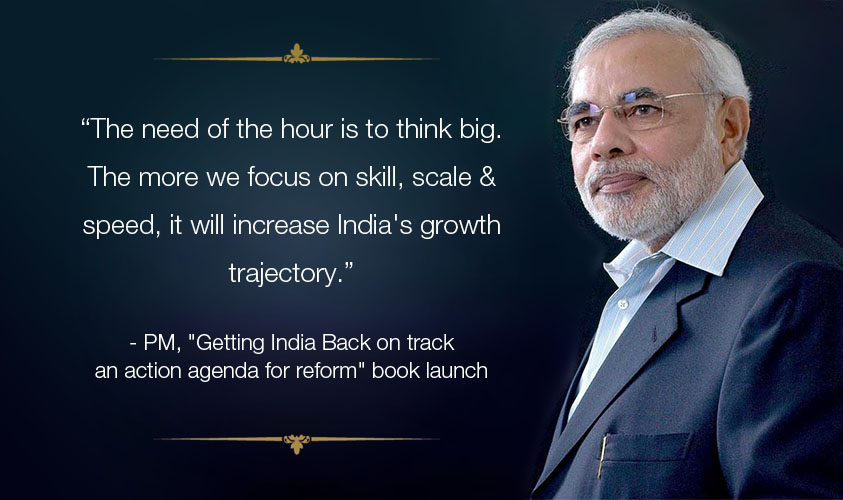 “The need of the hour is to think big.
The more we focus on skill, scale &
speed, it will increase India's growth
trajectory.”
- PM, "Getting India Back on track
an action agenda for reform" book launch